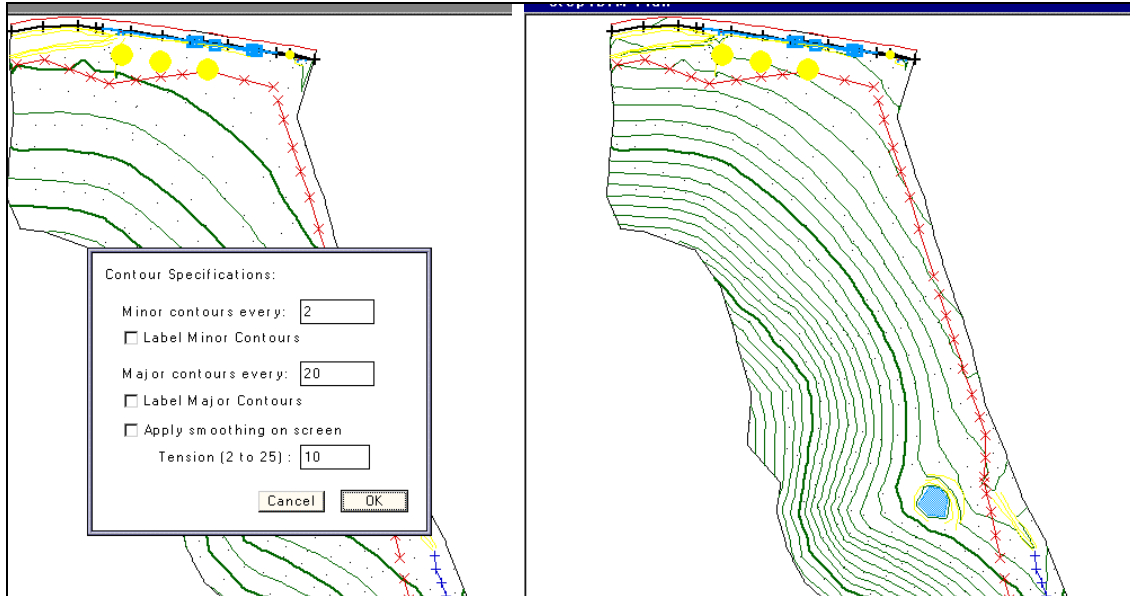 Contour Specifications:
Minor contours every: 2
Label Minor Contours
Major contours every: 20
Label Major Contours
Apply smoothing on screen
Tension (2 to 25) : 10
Cancel OK